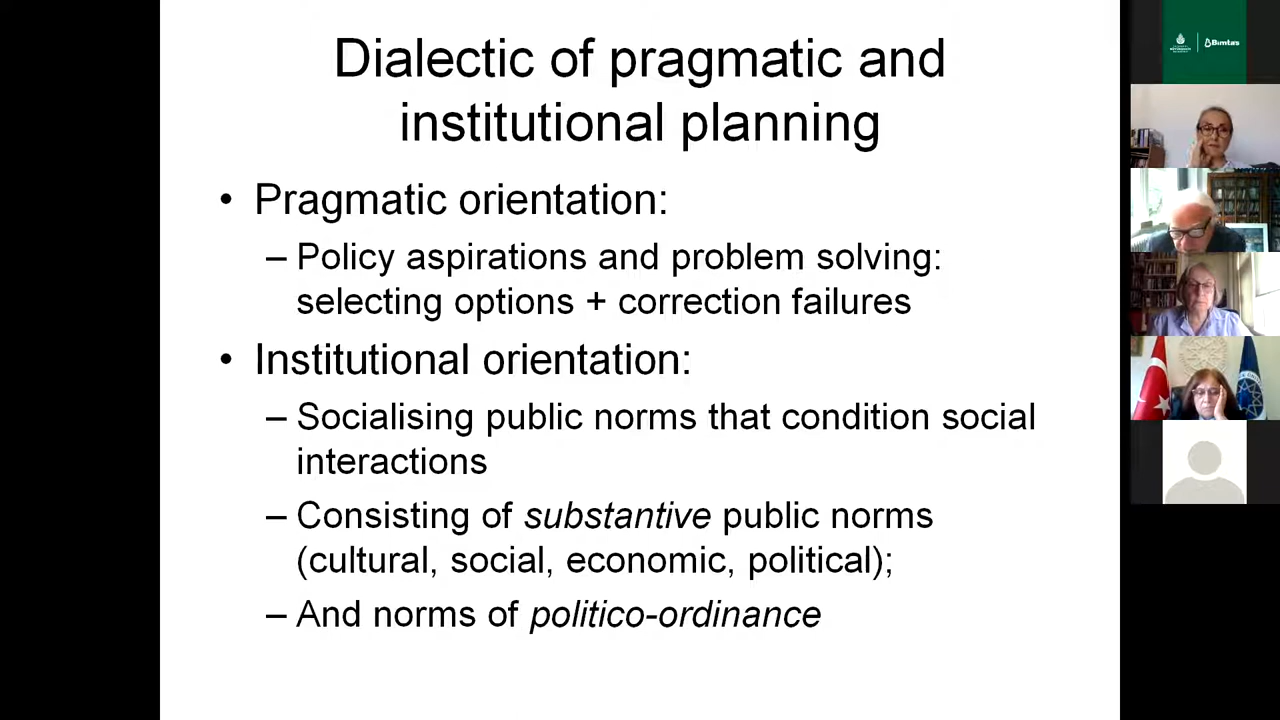 Dialectic of pragmatic and
institutional planning
• Pragmatic orientation:
– Policy aspirations and problem solving:
selecting options + correction failures
• Institutional orientation:
– Socialising public norms that condition social
interactions
– Consisting of substantive public norms
(cultural, social, economic, political);
– And norms of politico-ordinance
Bimtaş